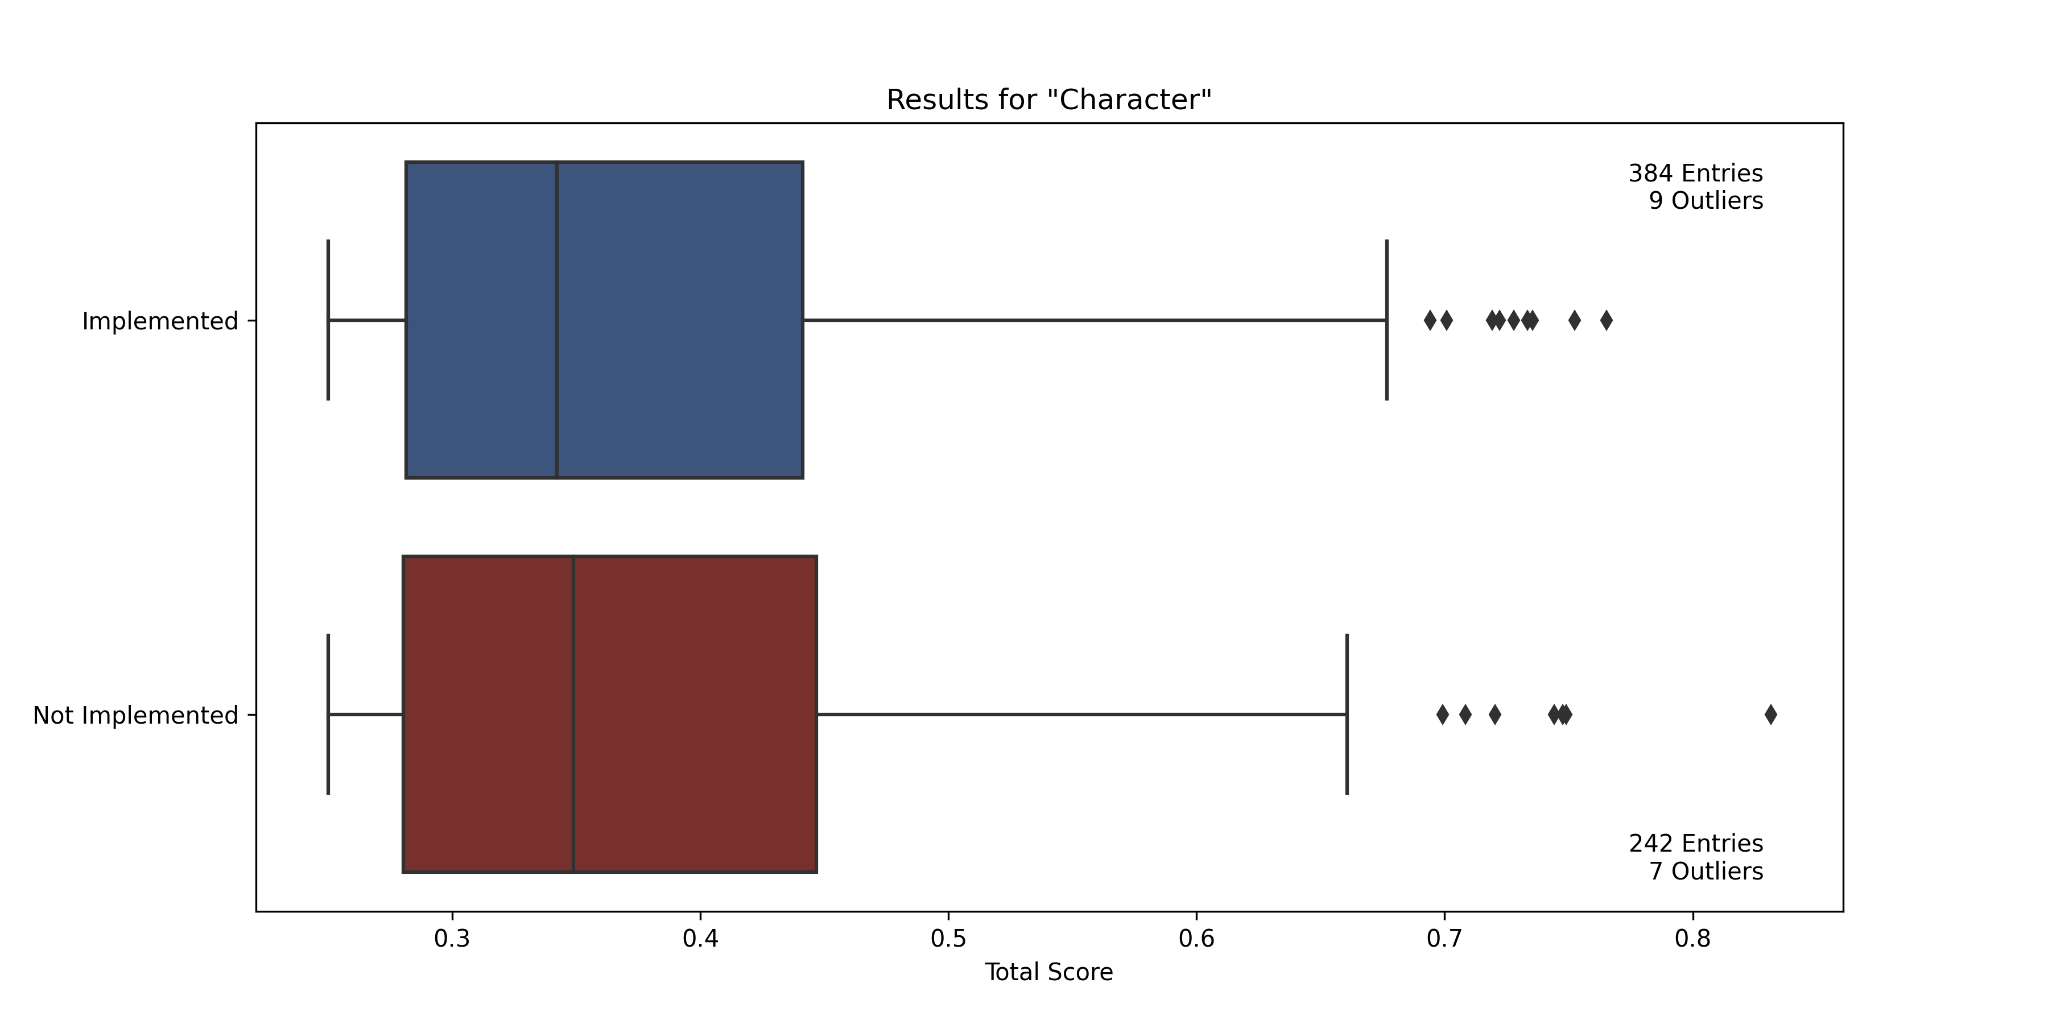 Results for "Character"
384 Entries
9 Outliers
Implemented
Not Implemented
242 Entries
7 Outliers
0.3 0.4 0.5 0.6 0.7 0.8
Total Score